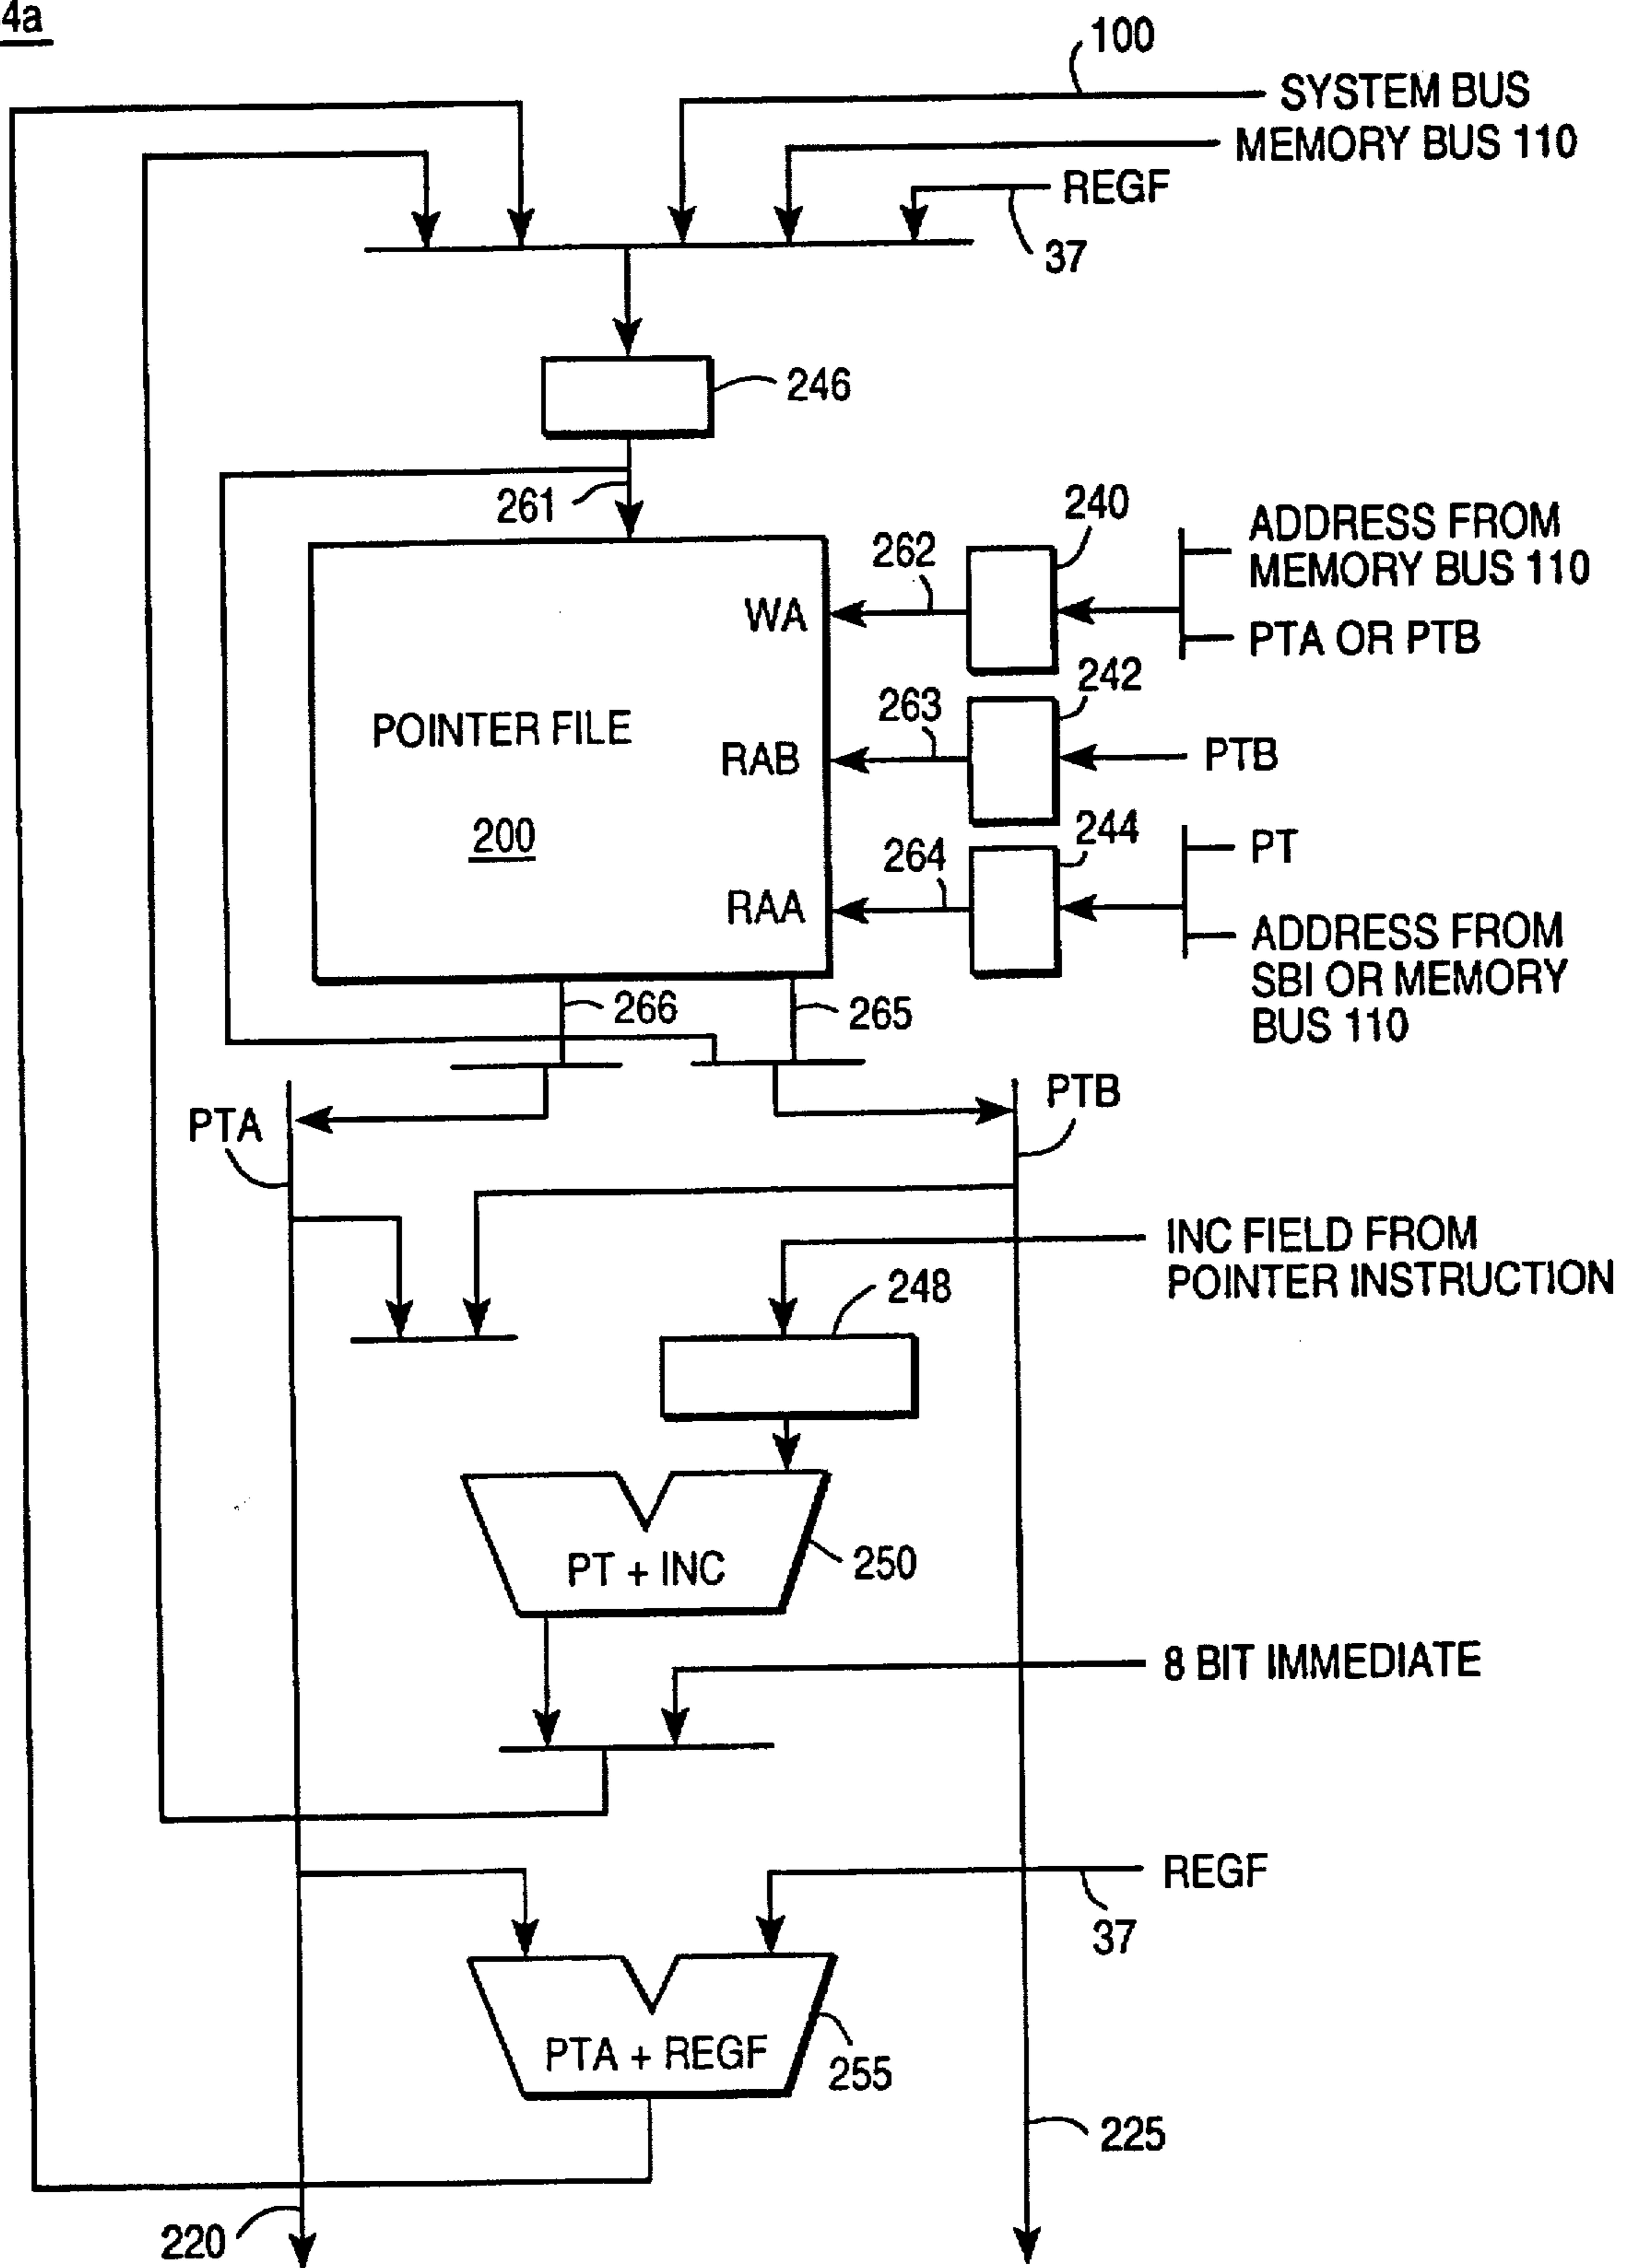 4a
100
SYSTEM BUS
MEMORY BUS 110
REGF
37
246
261
240
ADDRESS FROM
MEMORY BUS 110
262
WA
PTA OR PTB
242
263
POINTER FILE
RAB
PTB
244
200
264
PT
RAA
ADDRESS FROM
SBI OR MEMORY
BUS 110
266
265
PTA
PTB
INC FIELD FROM
POINTER INSTRUCTION
248
PT + INC
250
8 BIT IMMEDIATE
REGF
37
PTA + REGF
255
225
220